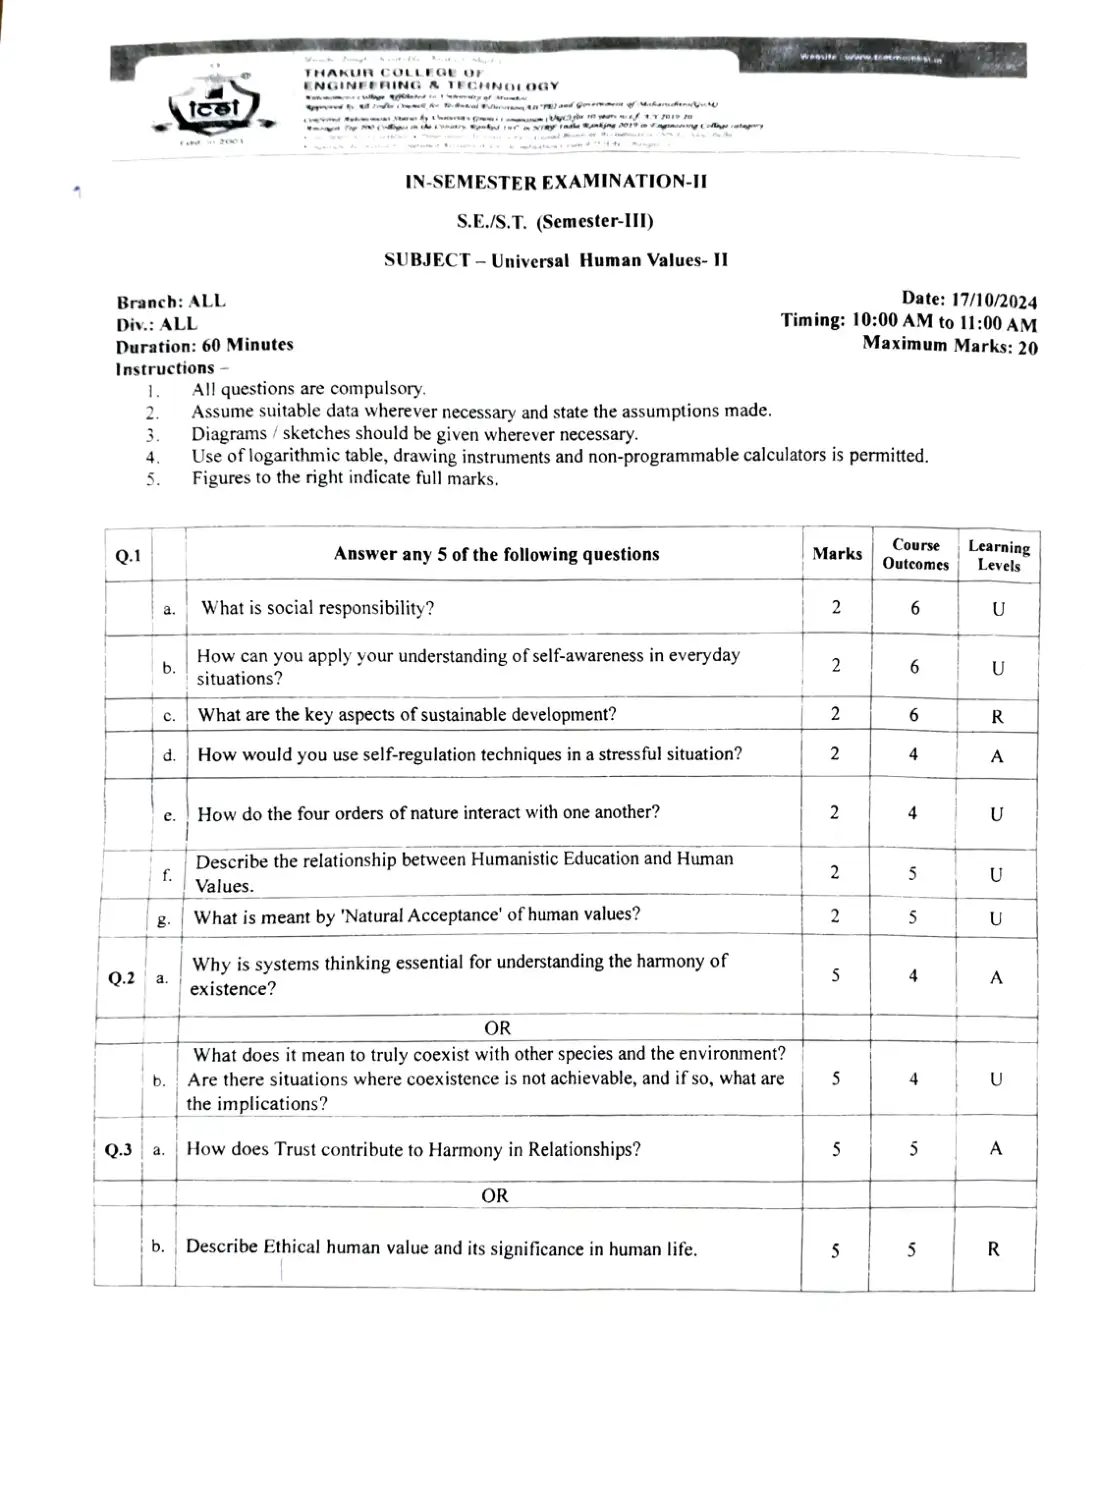 Website : www.tcetmumbai.in
THAKUR COLLEGE OF
ENGINEERING & TECHNOLOGY
tcet
Estd. in 2001
IN-SEMESTER EXAMINATION-II
S.E./S.T. (Semester-III)
SUBJECT – Universal Human Values- II
Branch: ALL
Date: 17/10/2024
Div.: ALL
Timing: 10:00 AM to 11:00 AM
Duration: 60 Minutes
Maximum Marks: 20
Instructions –
1. All questions are compulsory.
2. Assume suitable data wherever necessary and state the assumptions made.
3. Diagrams / sketches should be given wherever necessary.
4. Use of logarithmic table, drawing instruments and non-programmable calculators is permitted.
5. Figures to the right indicate full marks.
Q.1 Answer any 5 of the following questions Marks Course Outcomes Learning Levels
a. What is social responsibility? 2 6 U
b. How can you apply your understanding of self-awareness in everyday
situations? 2 6 U
c. What are the key aspects of sustainable development? 2 6 R
d. How would you use self-regulation techniques in a stressful situation? 2 4 A
e. How do the four orders of nature interact with one another? 2 4 U
f. Describe the relationship between Humanistic Education and Human
Values. 2 5 U
g. What is meant by 'Natural Acceptance' of human values? 2 5 U
Q.2 a. Why is systems thinking essential for understanding the harmony of
existence? 5 4 A
OR
What does it mean to truly coexist with other species and the environment?
b. Are there situations where coexistence is not achievable, and if so, what are 5 4 U
the implications?
Q.3 a. How does Trust contribute to Harmony in Relationships? 5 5 A
OR
b. Describe Ethical human value and its significance in human life. 5 5 R